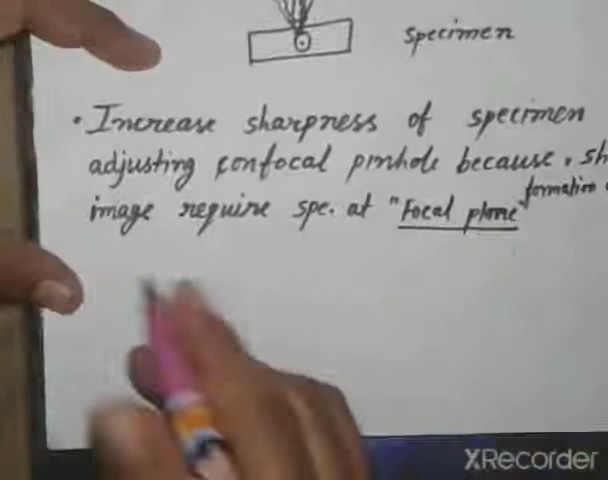 specimen
• Increase sharpness of specimen
adjusting confocal pinhole because . sh
formation
image require spe. at "Focal plane"
XRecorder